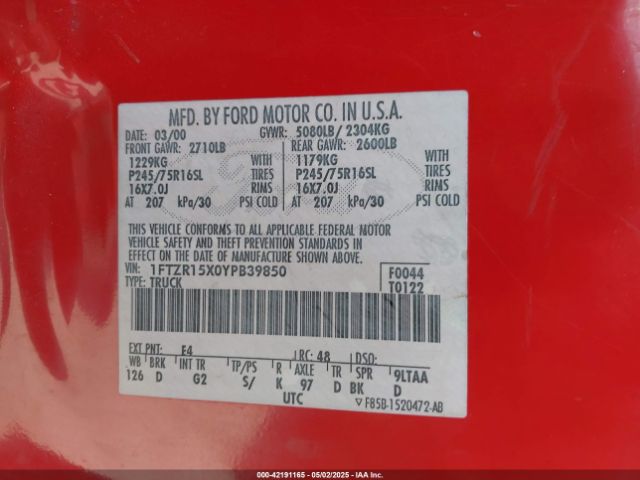 MFD. BY FORD MOTOR CO. IN U.S.A.
DATE: 03/00 GVWR: 5080LB/ 2304KG
FRONT GAWR: 2710LB REAR GAWR: 2600LB
1229KG WITH 1179KG WITH
P245/75R16SL TIRES P245/75R16SL TIRES
16X7.0J RIMS 16X7.0J RIMS
AT 207 kPa/30 PSI COLD AT 207 kPa/30 PSI COLD
THIS VEHICLE CONFORMS TO ALL APPLICABLE FEDERAL MOTOR
VEHICLE SAFETY AND THEFT PREVENTION STANDARDS IN
EFFECT ON THE DATE OF MANUFACTURE SHOWN ABOVE.
VIN: 1FTZR15X0YPB39850 F0044
TYPE: TRUCK T0122
EXT PNT: E4 RC: 48 DSO:
WB BRK INT TR TP/PS R AXLE TR SPR 9LTAA
126 D G2 S/ K 97 D BK D
UTC F85B-1520472-AB
000-42191165 - 05/02/2025 - IAAI.COM